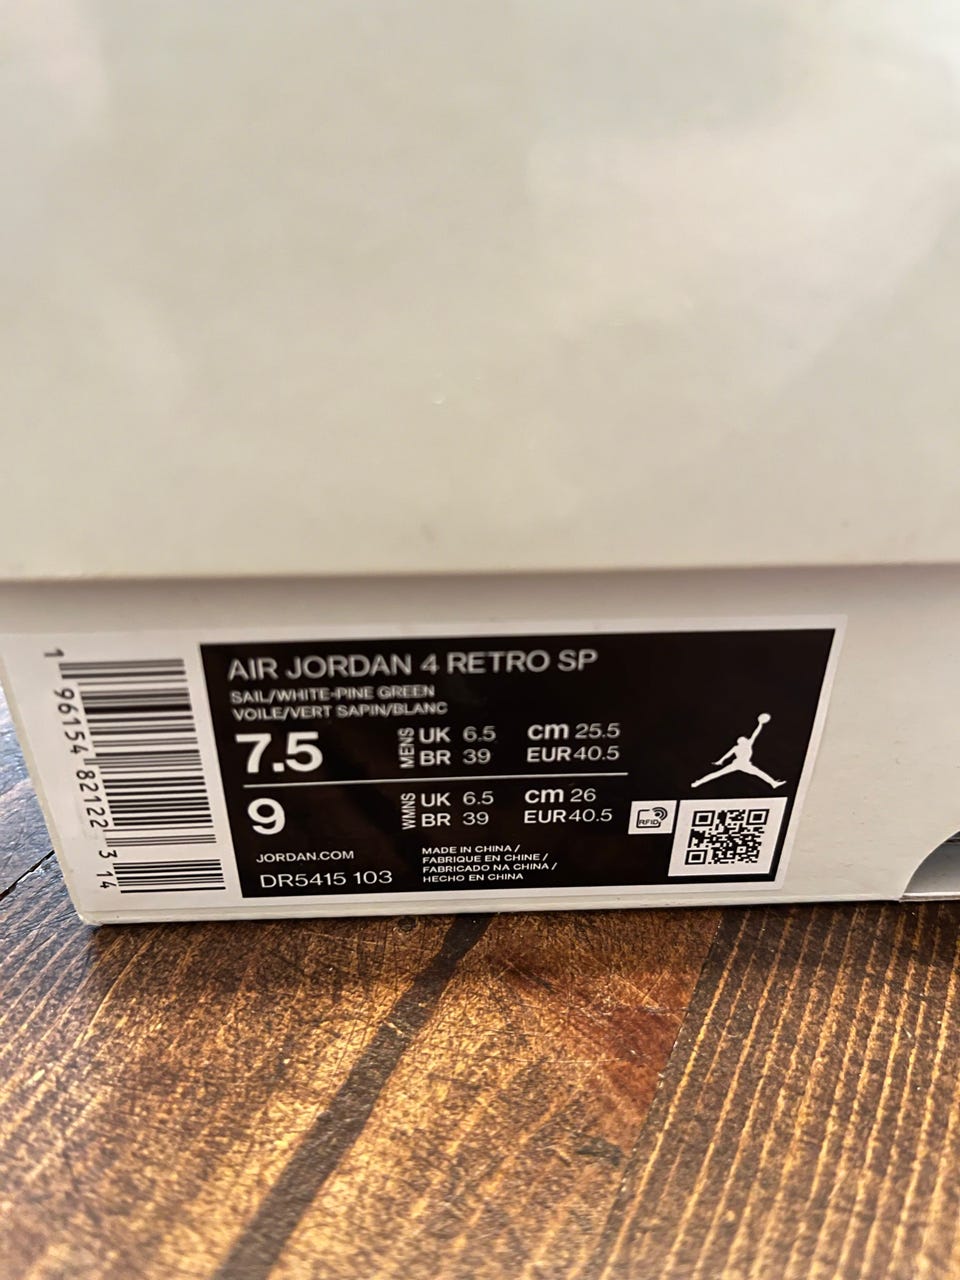 AIR JORDAN 4 RETRO SP
SAIL/WHITE-PINE GREEN
VOILE/VERT SAPIN/BLANC
7.5 MENS UK 6.5 cm 25.5
BR 39 EUR 40.5
9 WMNS UK 6.5 cm 26
BR 39 EUR 40.5
RFID
JORDAN.COM
DR5415 103
MADE IN CHINA /
FABRIQUE EN CHINE /
FABRICADO NA CHINA /
HECHO EN CHINA
1 96154 82122 3 14